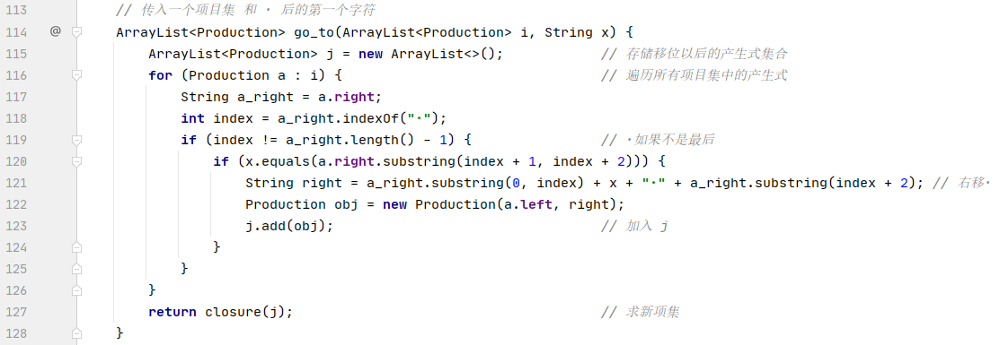 113 // 传入一个项目集 和 · 后的第一个字符
114 @ ArrayList<Production> go_to(ArrayList<Production> i, String x) {
115 ArrayList<Production> j = new ArrayList<>(); // 存储移位以后的产生式集合
116 for (Production a : i) { // 遍历所有项目集中的产生式
117 String a_right = a.right;
118 int index = a_right.indexOf("·");
119 if (index != a_right.length() - 1) { // ·如果不是最后
120 if (x.equals(a.right.substring(index + 1, index + 2))) {
121 String right = a_right.substring(0, index) + x + "·" + a_right.substring(index + 2); // 右移·
122 Production obj = new Production(a.left, right);
123 j.add(obj); // 加入 j
124 }
125 }
126 }
127 return closure(j); // 求新项集
128 }